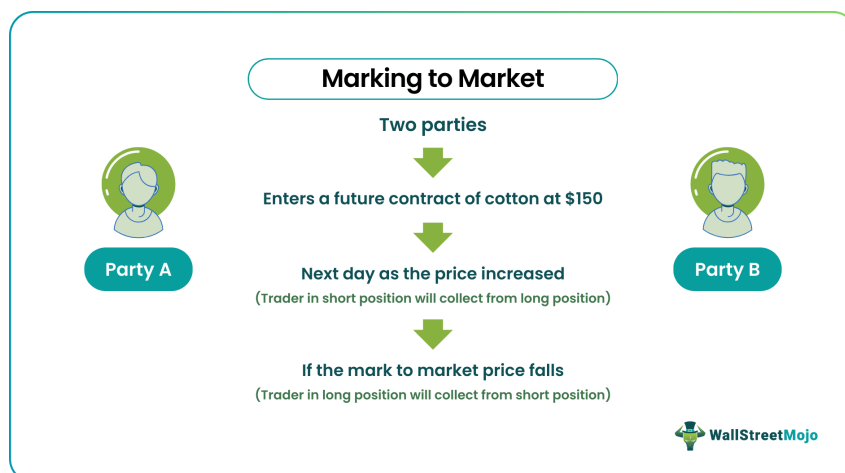 Marking to Market
Two parties
Enters a future contract of cotton at $150
Party A
Party B
Next day as the price increased
(Trader in short position will collect from long position)
If the mark to market price falls
(Trader in long position will collect from short position)
WallStreetMojo